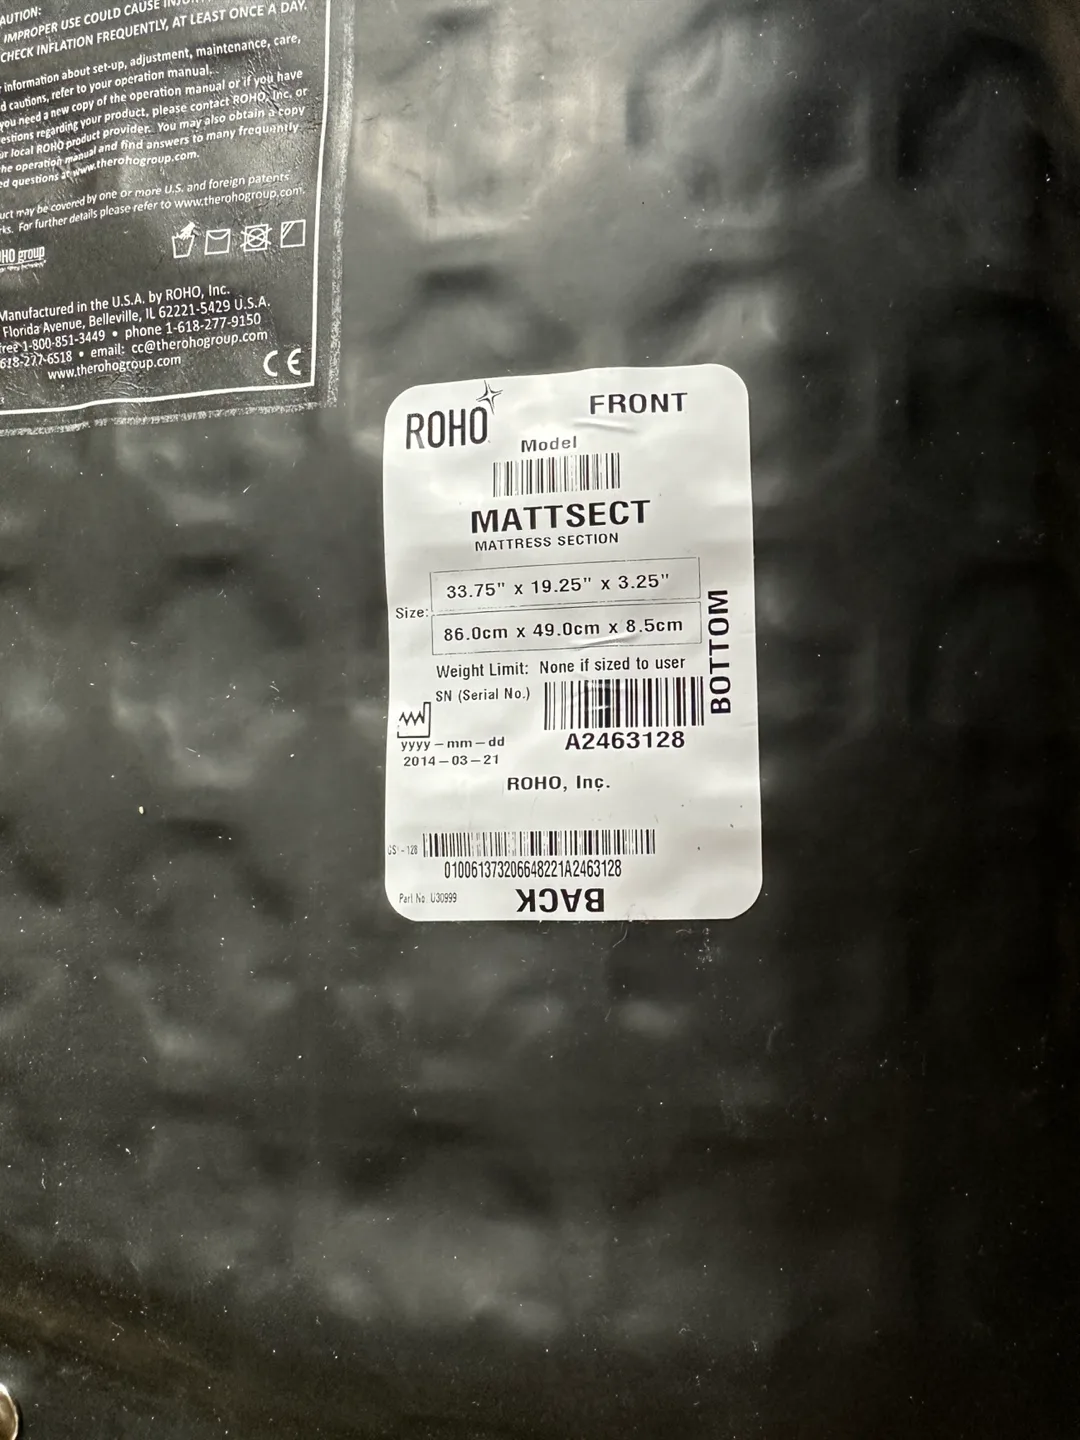 AUTION:
IMPROPER USE COULD CAUSE
CHECK INFLATION FREQUENTLY, AT LEAST ONCE A DAY.
information about set-up, adjustment, maintenance, care,
d cautions, refer to your operation manual.
you need a new copy of the operation manual or if you have
estions regarding your product, please contact ROHO, Inc. or
ur local ROHO product provider. You may also obtain a copy
he operation manual and find answers to many frequently
ed questions at www.therohogroup.com.
uct may be covered by one or more U.S. and foreign patents
rks. For further details please refer to www.therohogroup.com.
OHO group
Manufactured in the U.S.A. by ROHO, Inc.
Florida Avenue, Belleville, IL 62221-5429 U.S.A.
free 1-800-851-3449 • phone 1-618-277-9150
618-277-6518 • email: cc@therohogroup.com
www.therohogroup.com
CE
ROHO
FRONT
Model
MATTSECT
MATTRESS SECTION
Size:
33.75" x 19.25" x 3.25"
86.0cm x 49.0cm x 8.5cm
BOTTOM
Weight Limit: None if sized to user
SN (Serial No.)
A2463128
yyyy-mm-dd
2014-03-21
ROHO, Inc.
GS1-128
010061373206648221A2463128
Part No. U30999
BACK